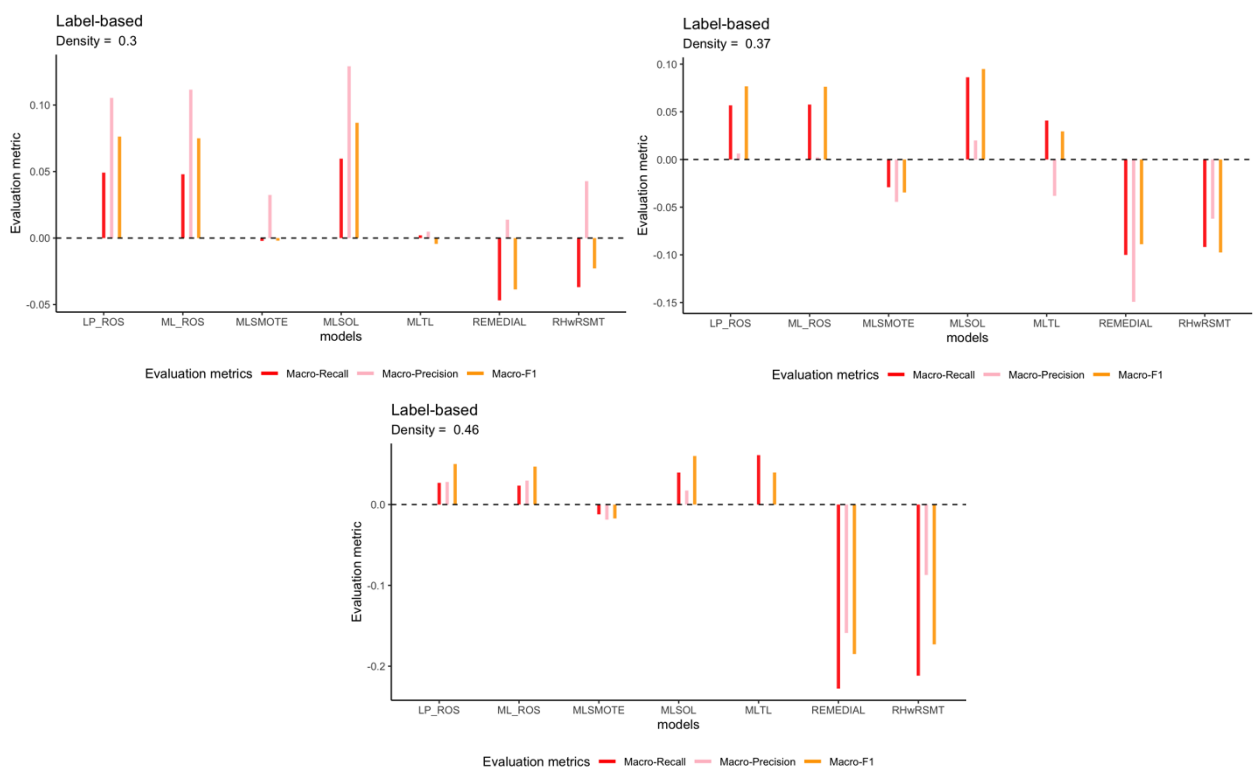 Label-based
Density = 0.3
0.10
0.05
0.00
-0.05
Evaluation metric
LP_ROS ML_ROS MLSMOTE MLSOL MLTL REMEDIAL RHwRSMT
models
Evaluation metrics Macro-Recall Macro-Precision Macro-F1
Label-based
Density = 0.37
0.10
0.05
0.00
-0.05
-0.10
-0.15
Evaluation metric
LP_ROS ML_ROS MLSMOTE MLSOL MLTL REMEDIAL RHwRSMT
models
Evaluation metrics Macro-Recall Macro-Precision Macro-F1
Label-based
Density = 0.46
0.0
-0.1
-0.2
Evaluation metric
LP_ROS ML_ROS MLSMOTE MLSOL MLTL REMEDIAL RHwRSMT
models
Evaluation metrics Macro-Recall Macro-Precision Macro-F1